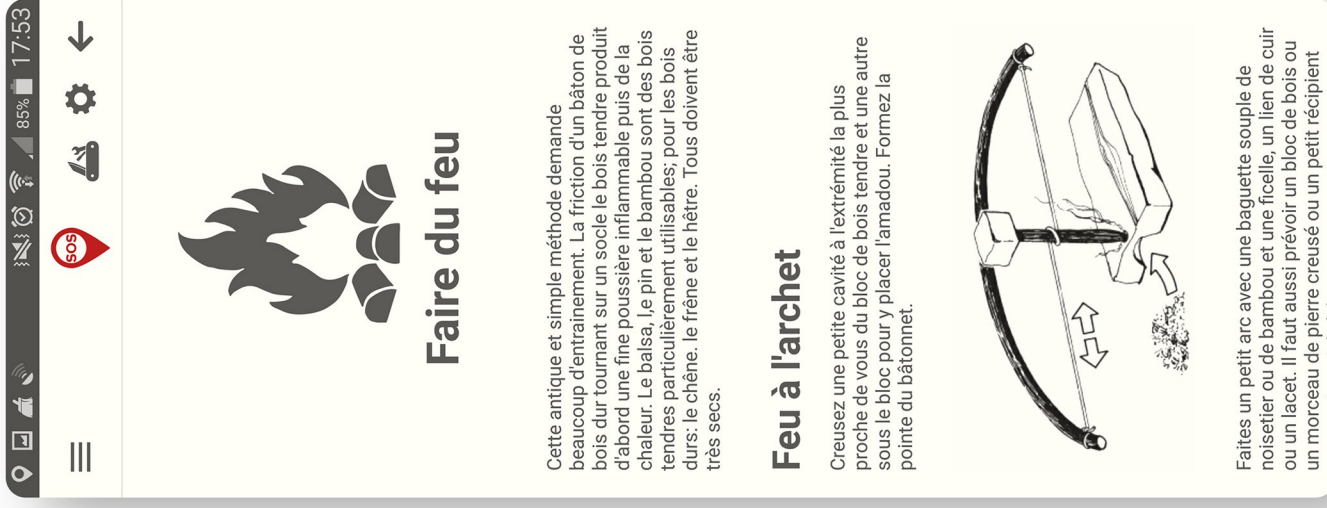 17:53
85%
SOS
Faire du feu
Cette antique et simple méthode demande
beaucoup d'entrainement. La friction d'un bâton de
bois dur tournant sur un socle le bois tendre produit
d'abord une fine poussière inflammable puis de la
chaleur. Le balsa, l,e pin et le bambou sont des bois
tendres particulièrement utilisables; pour les bois
durs: le chêne. le frêne et le hêtre. Tous doivent être
très secs.
Feu à l'archet
Creusez une petite cavité à l'extrémité la plus
proche de vous du bloc de bois tendre et une autre
sous le bloc pour y placer l'amadou. Formez la
pointe du bâtonnet.
Faites un petit arc avec une baguette souple de
noisetier ou de bambou et une ficelle, un lien de cuir
ou un lacet. Ill faut aussi prévoir un bloc de bois ou
un morceau de pierre creusé ou un petit récipient